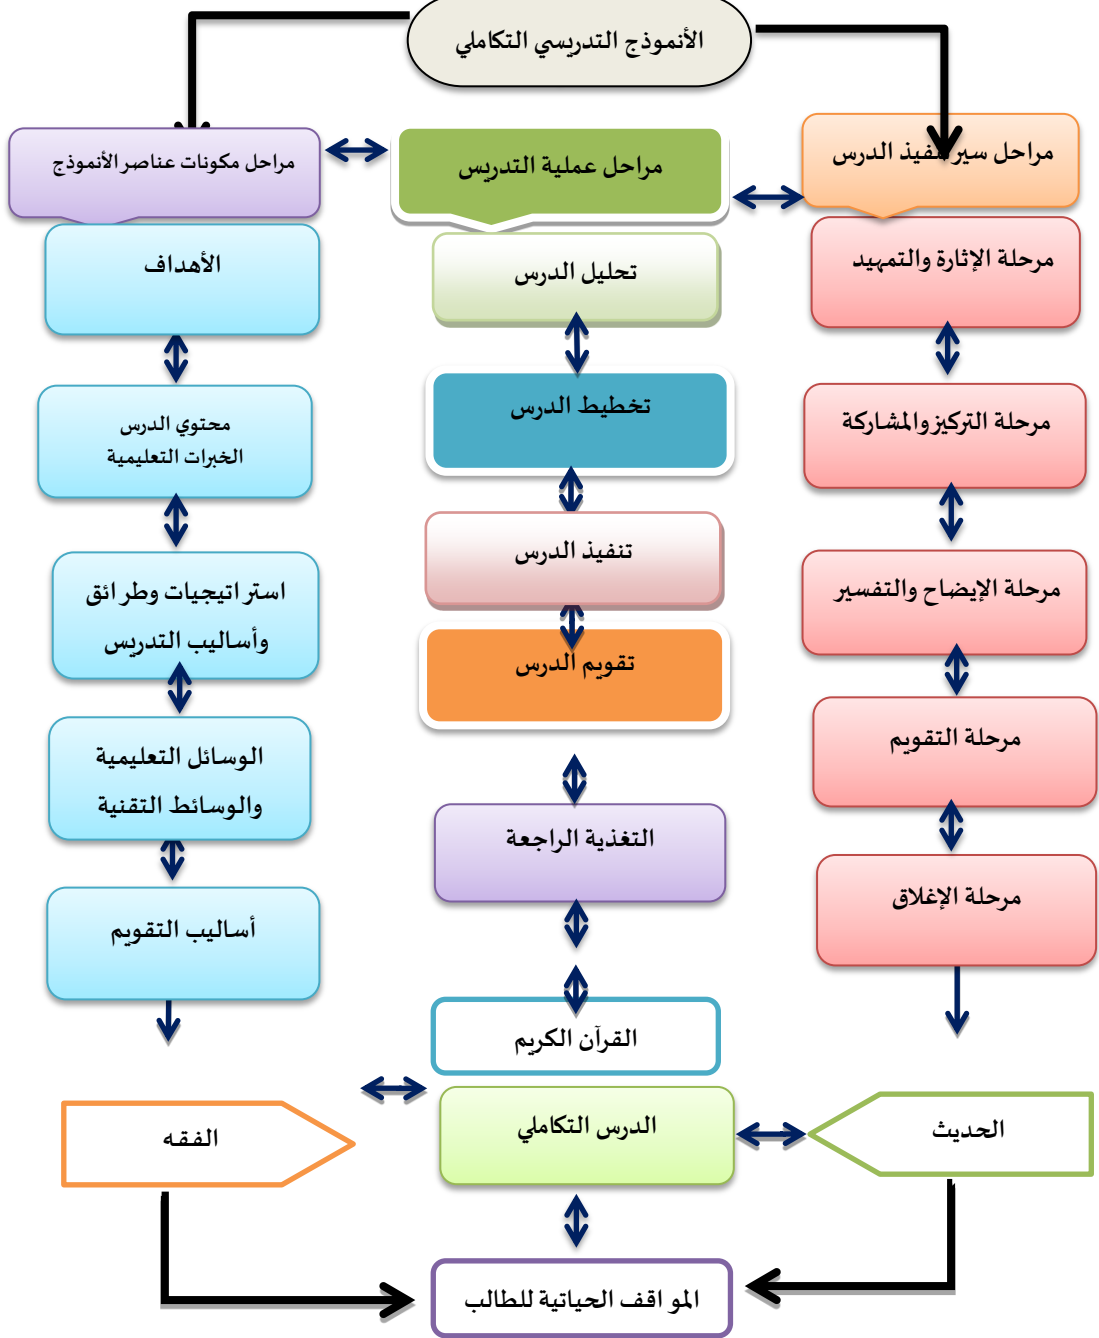 الأنموذج التدريسي التكاملي
مراحل سير تنفيذ الدرس
مراحل عملية التدريس
مراحل مكونات عناصر الأنموذج
مرحلة الإثارة والتمهيد
مرحلة التركيز والمشاركة
مرحلة الإيضاح والتفسير
مرحلة التقويم
مرحلة الإغلاق
تحليل الدرس
تخطيط الدرس
تنفيذ الدرس
تقويم الدرس
التغذية الراجعة
الأهداف
محتوي الدرس
الخبرات التعليمية
استراتيجيات وطرائق
وأساليب التدريس
الوسائل التعليمية
والوسائط التقنية
أساليب التقويم
القرآن الكريم
الحديث
الدرس التكاملي
الفقه
المواقف الحياتية للطالب